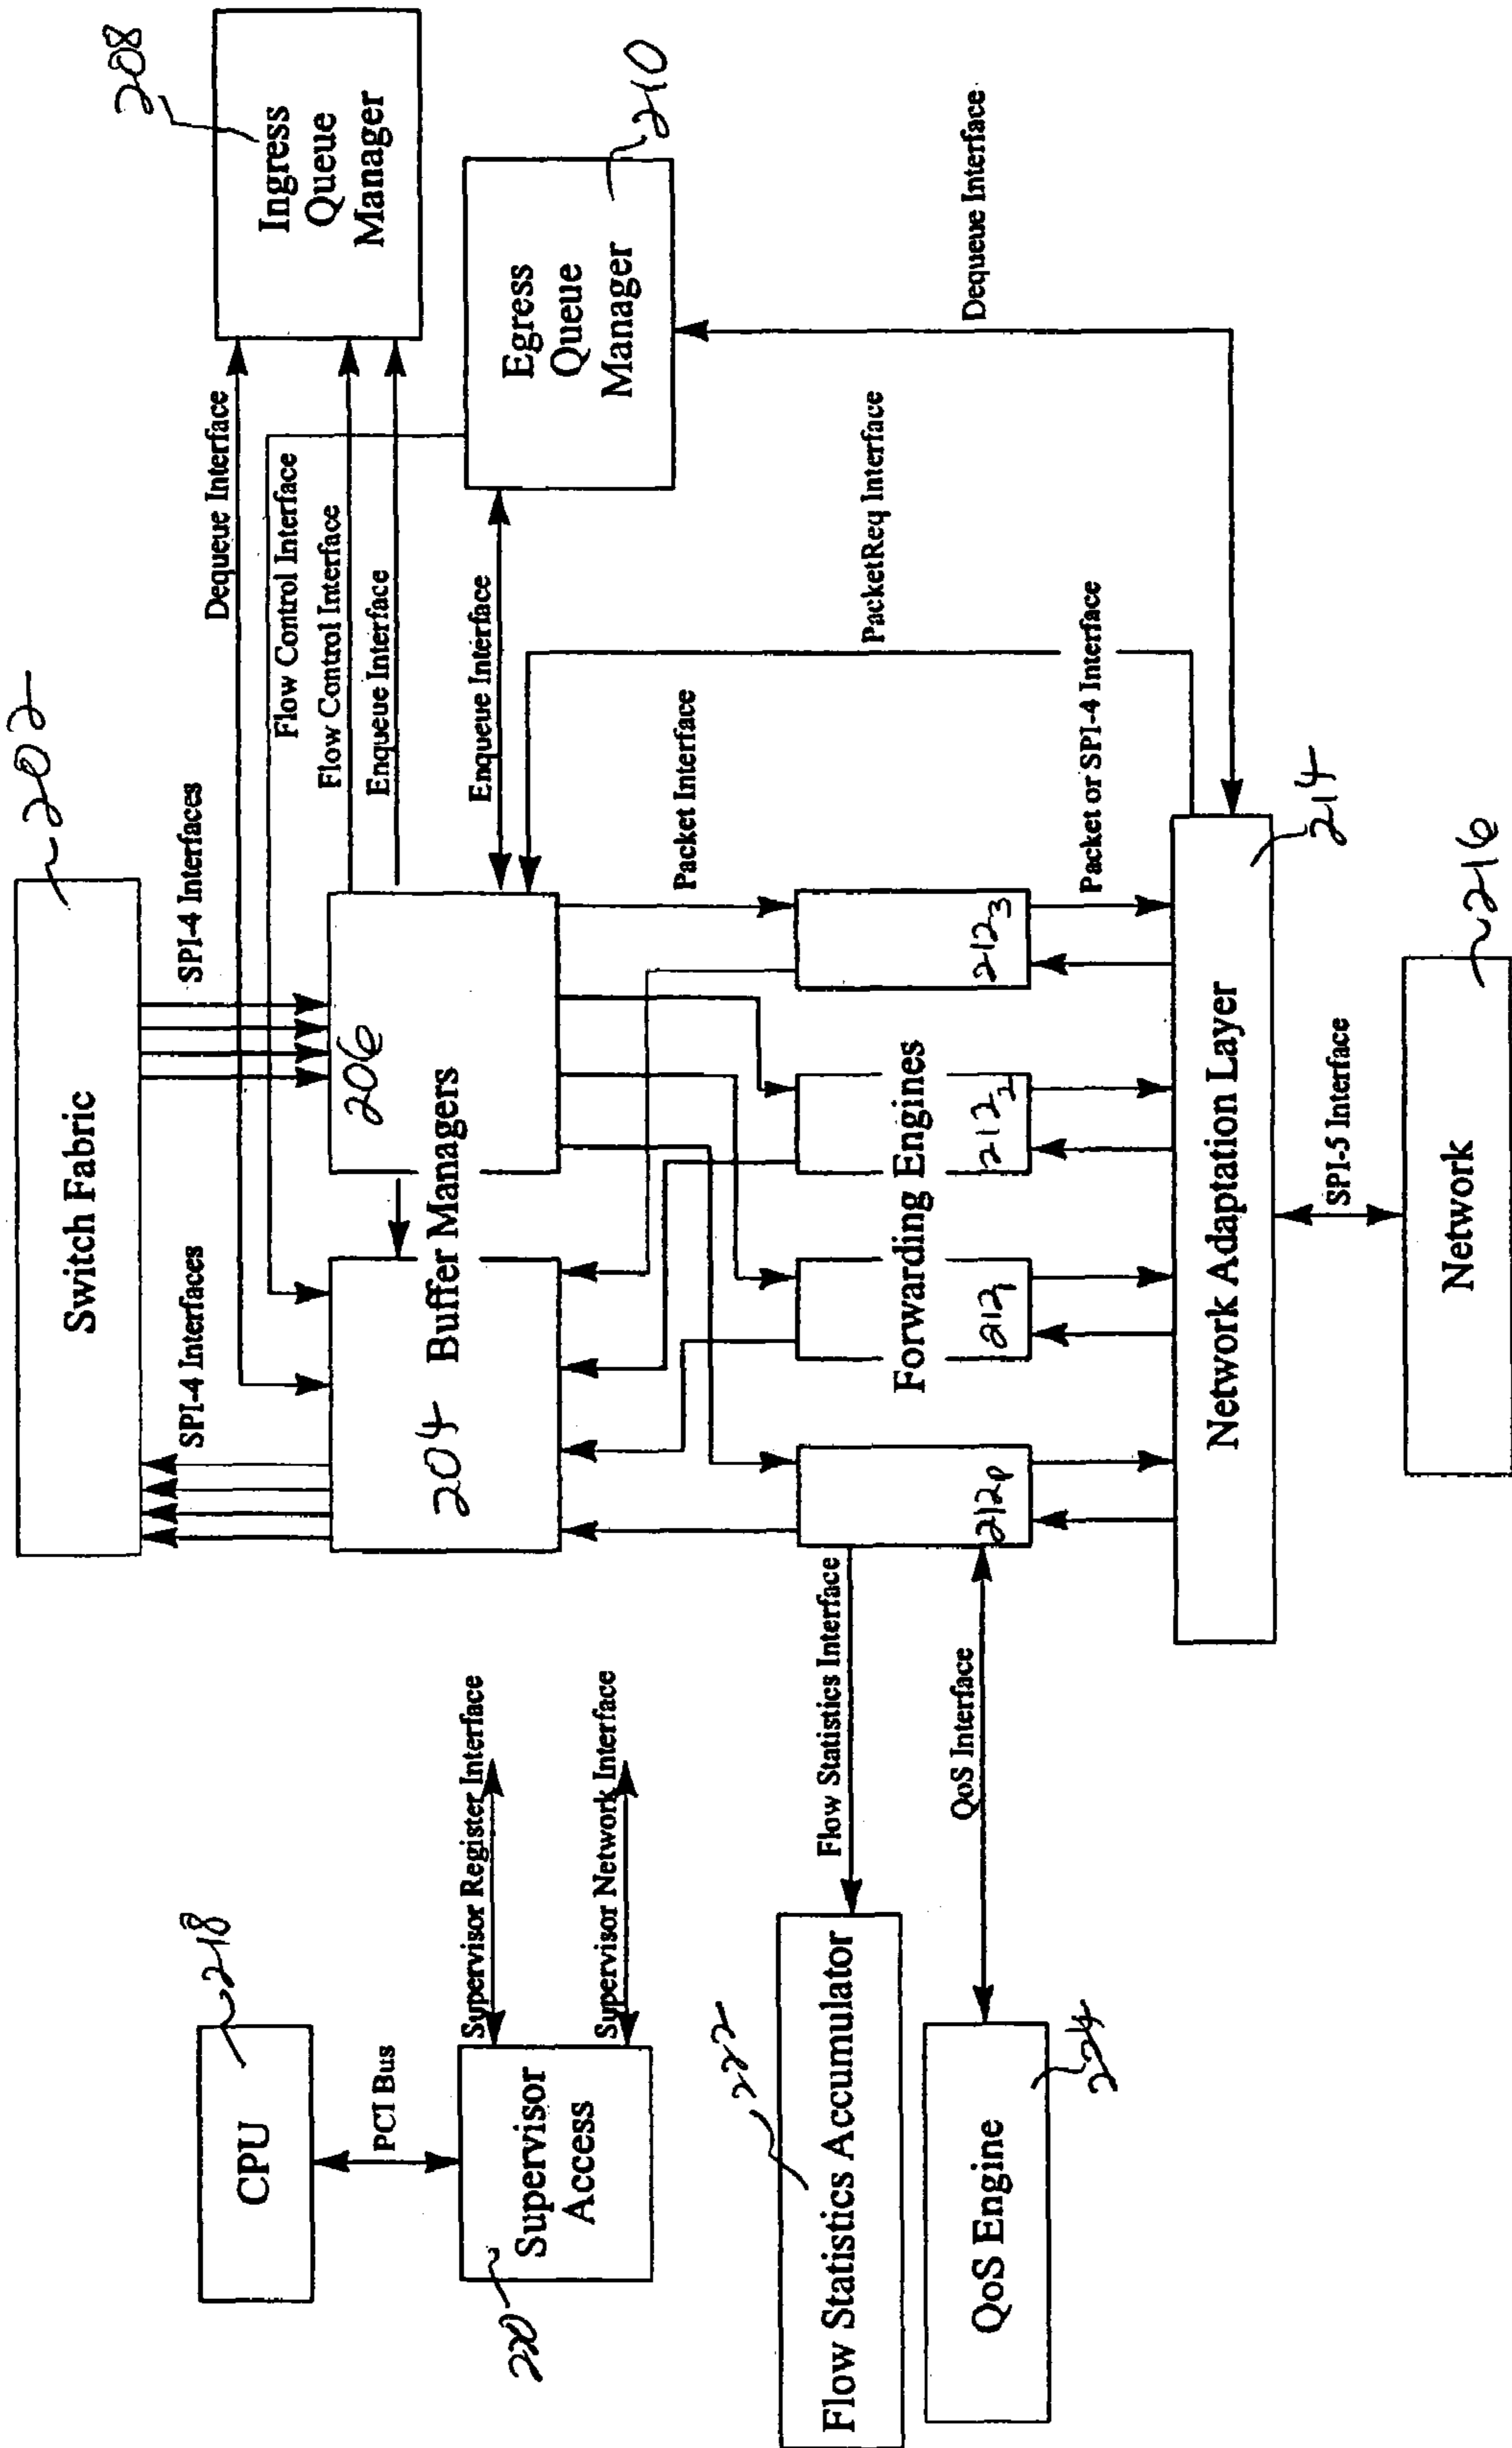 208
Ingress
Queue
Manager
210
Egress
Queue
Manager
Dequeue Interface
Dequeue Interface
Flow Control Interface
Flow Control Interface
Enqueue Interface
Enqueue Interface
PacketReq Interface
Packet Interface
Packet or SPI-4 Interface
202
Switch Fabric
SPI-4 Interfaces
SPI-4 Interfaces
206
204
Buffer Managers
212₃
212₂
212₁
212p
Forwarding Engines
214
Network Adaptation Layer
SPI-5 Interface
216
Network
218
CPU
PCI Bus
220
Supervisor
Access
Supervisor Register Interface
Supervisor Network Interface
Flow Statistics Interface
QoS Interface
222
Flow Statistics Accumulator
224
QoS Engine